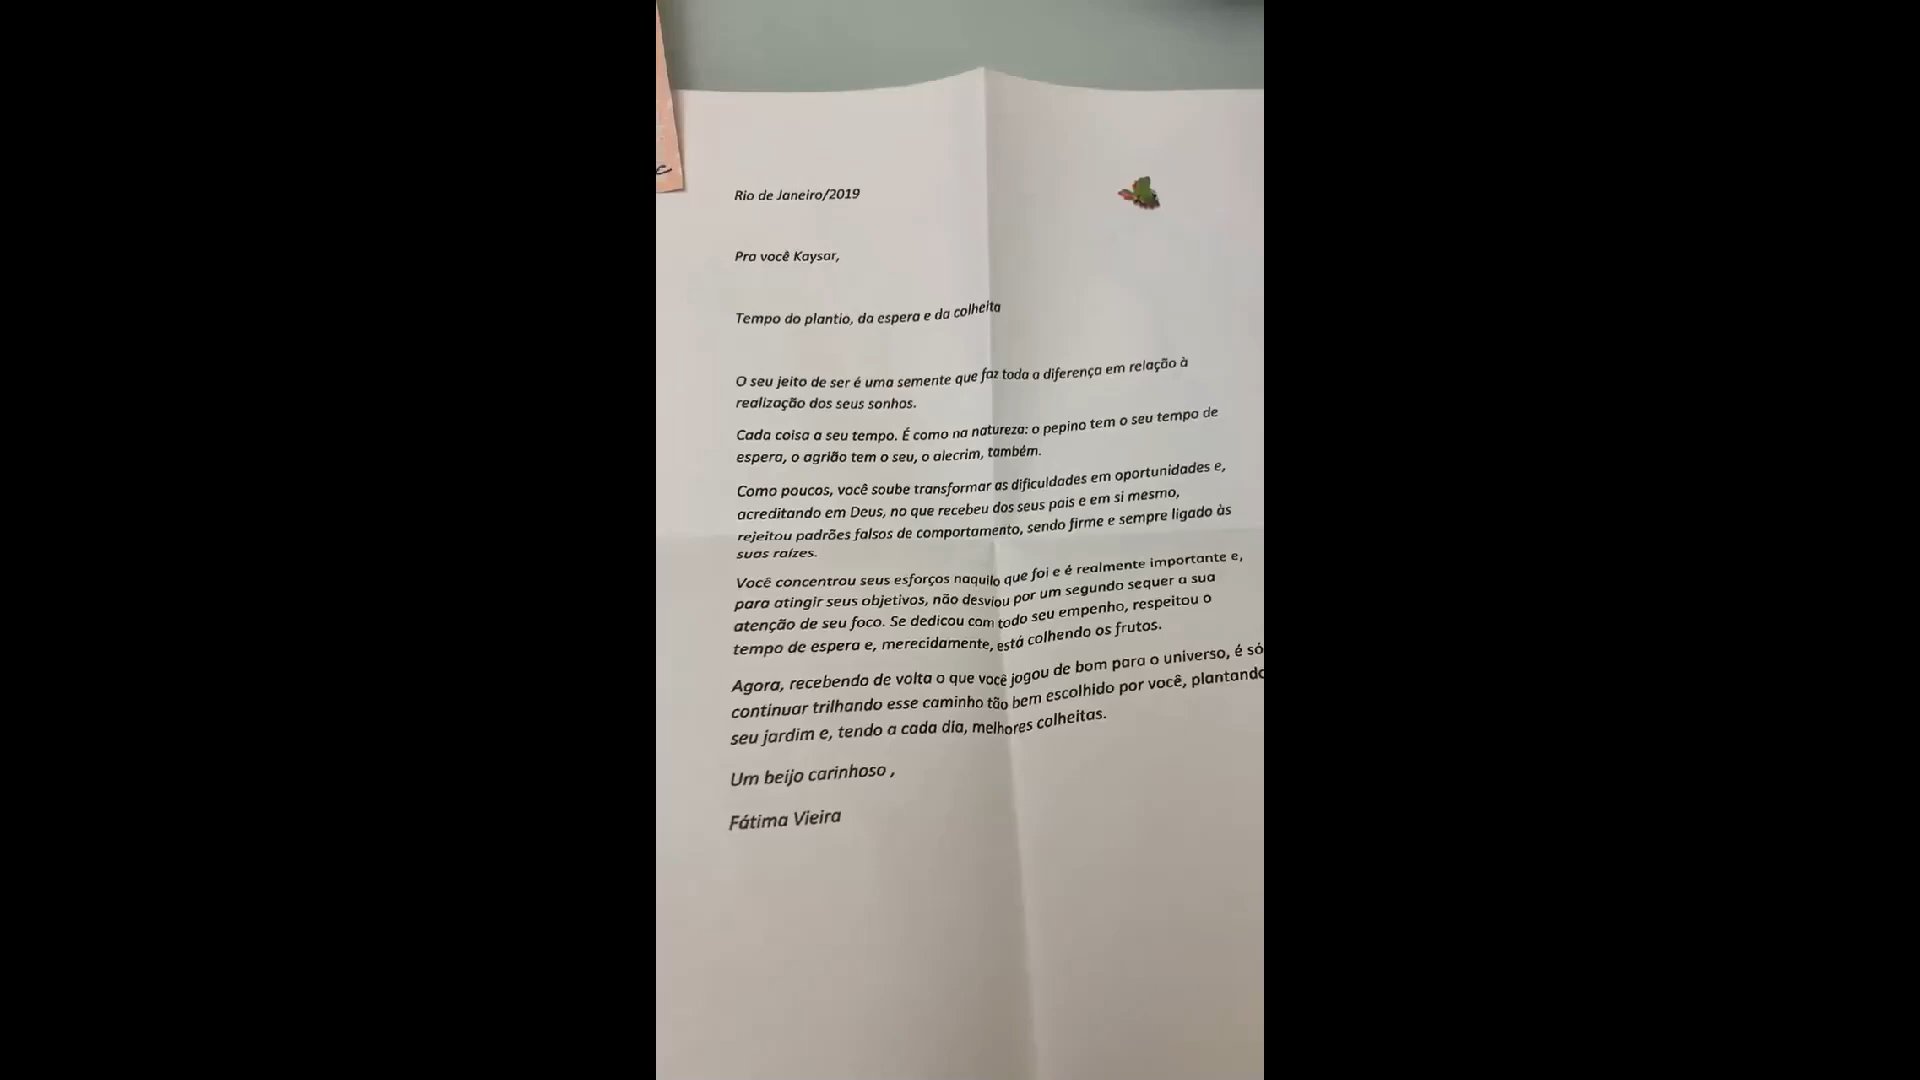 Rio de Janeiro/2019
Pra você Kaysar,
Tempo do plantio, da espera e da colheita
O seu jeito de ser é uma semente que faz toda a diferença em relação à
realização dos seus sonhos.
Cada coisa a seu tempo. É como na natureza: o pepino tem o seu tempo de
espera, o agrião tem o seu, o alecrim, também.
Como poucos, você soube transformar as dificuldades em oportunidades e,
acreditando em Deus, no que recebeu dos seus pais e em si mesmo,
rejeitou padrões falsos de comportamento, sendo firme e sempre ligado às
suas raízes.
Você concentrou seus esforços naquilo que foi e é realmente importante e,
para atingir seus objetivos, não desviou por um segundo sequer a sua
atenção de seu foco. Se dedicou com todo seu empenho, respeitou o
tempo de espera e, merecidamente, está colhendo os frutos.
Agora, recebendo de volta o que você jogou de bom para o universo, é só
continuar trilhando esse caminho tão bem escolhido por você, plantando
seu jardim e, tendo a cada dia, melhores colheitas.
Um beijo carinhoso ,
Fátima Vieira